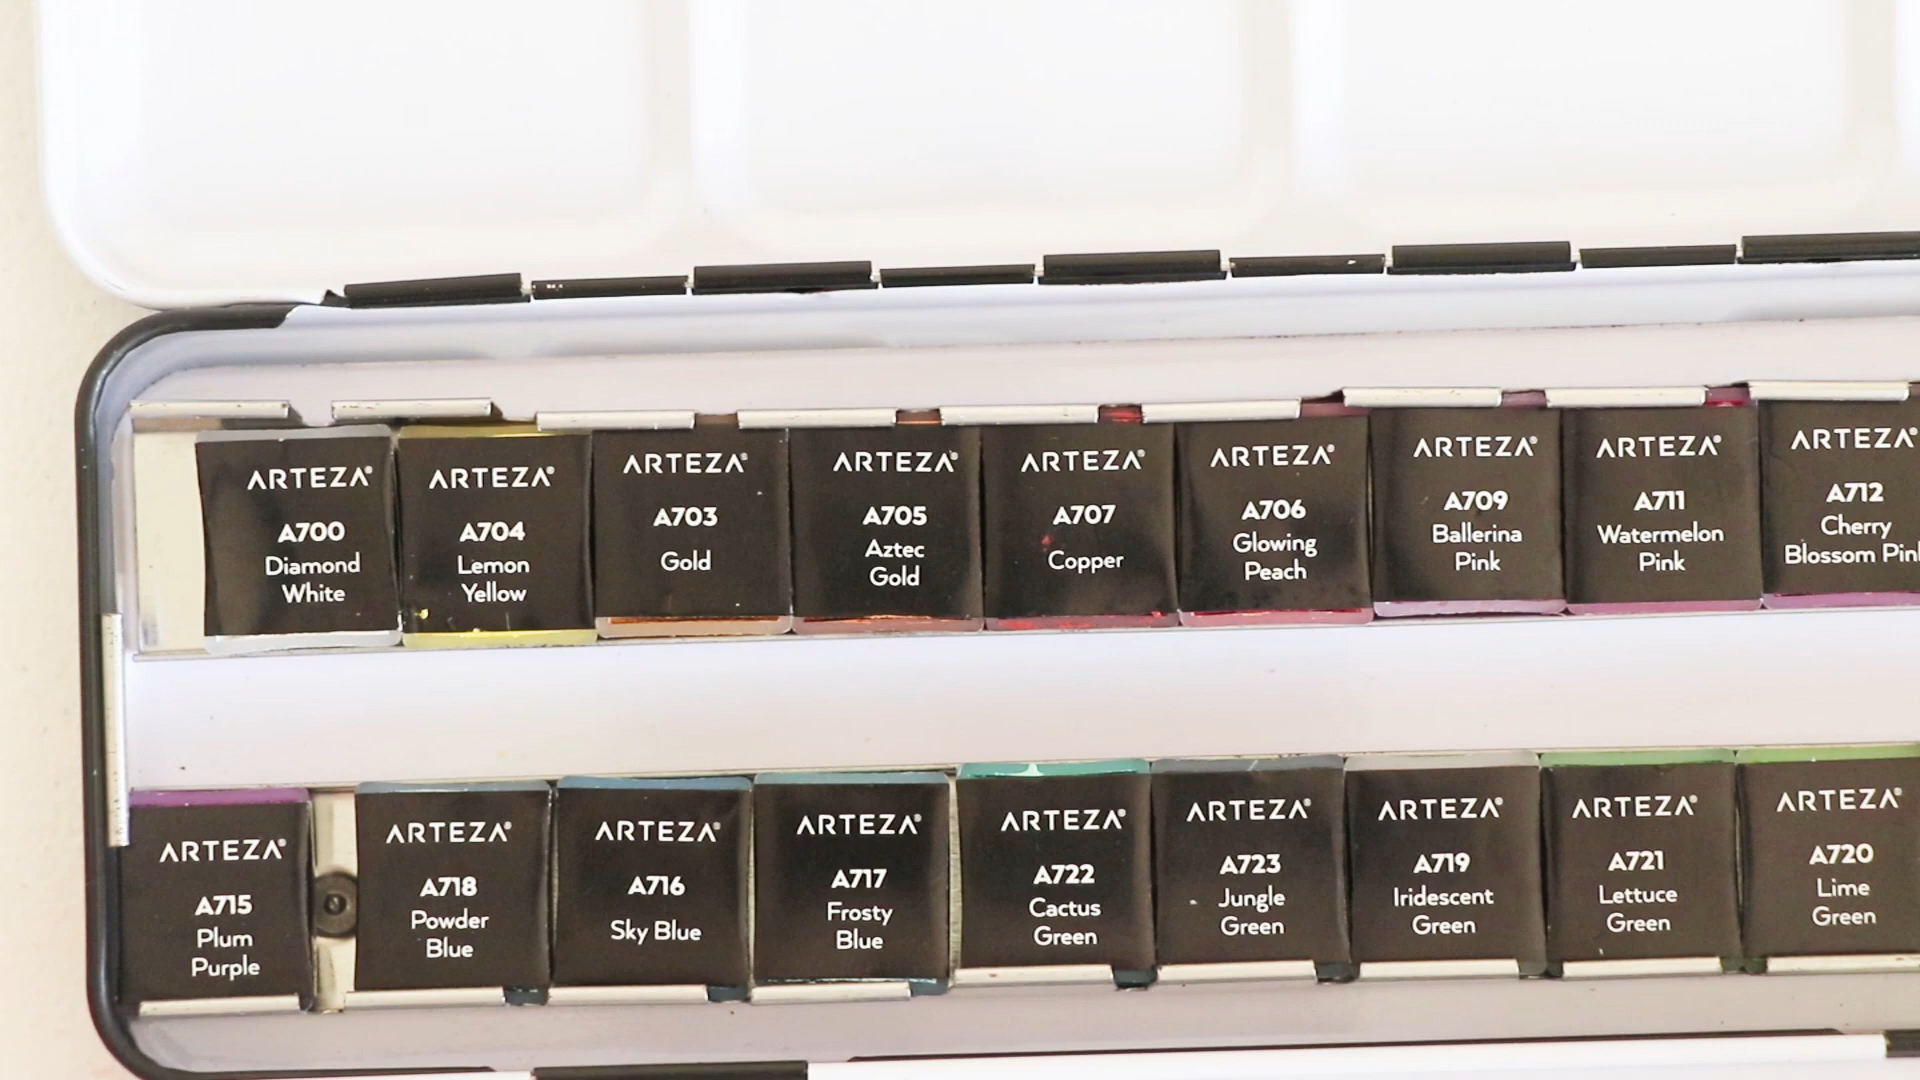 ARTEZA®
A700
Diamond
White
ARTEZA®
A704
Lemon
Yellow
ARTEZA®
A703
Gold
ARTEZA®
A705
Aztec
Gold
ARTEZA®
A707
Copper
ARTEZA®
A706
Glowing
Peach
ARTEZA®
A709
Ballerina
Pink
ARTEZA®
A711
Watermelon
Pink
ARTEZA®
A712
Cherry
Blossom Pink
ARTEZA®
A715
Plum
Purple
ARTEZA®
A718
Powder
Blue
ARTEZA®
A716
Sky Blue
ARTEZA®
A717
Frosty
Blue
ARTEZA®
A722
Cactus
Green
ARTEZA®
A723
Jungle
Green
ARTEZA®
A719
Iridescent
Green
ARTEZA®
A721
Lettuce
Green
ARTEZA®
A720
Lime
Green